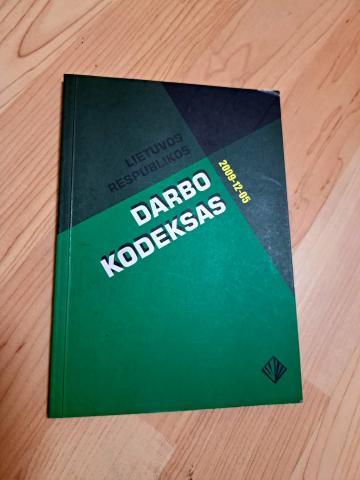 LIETUVOS
RESPUBLIKOS
DARBO
KODEKSAS
2009-12-05